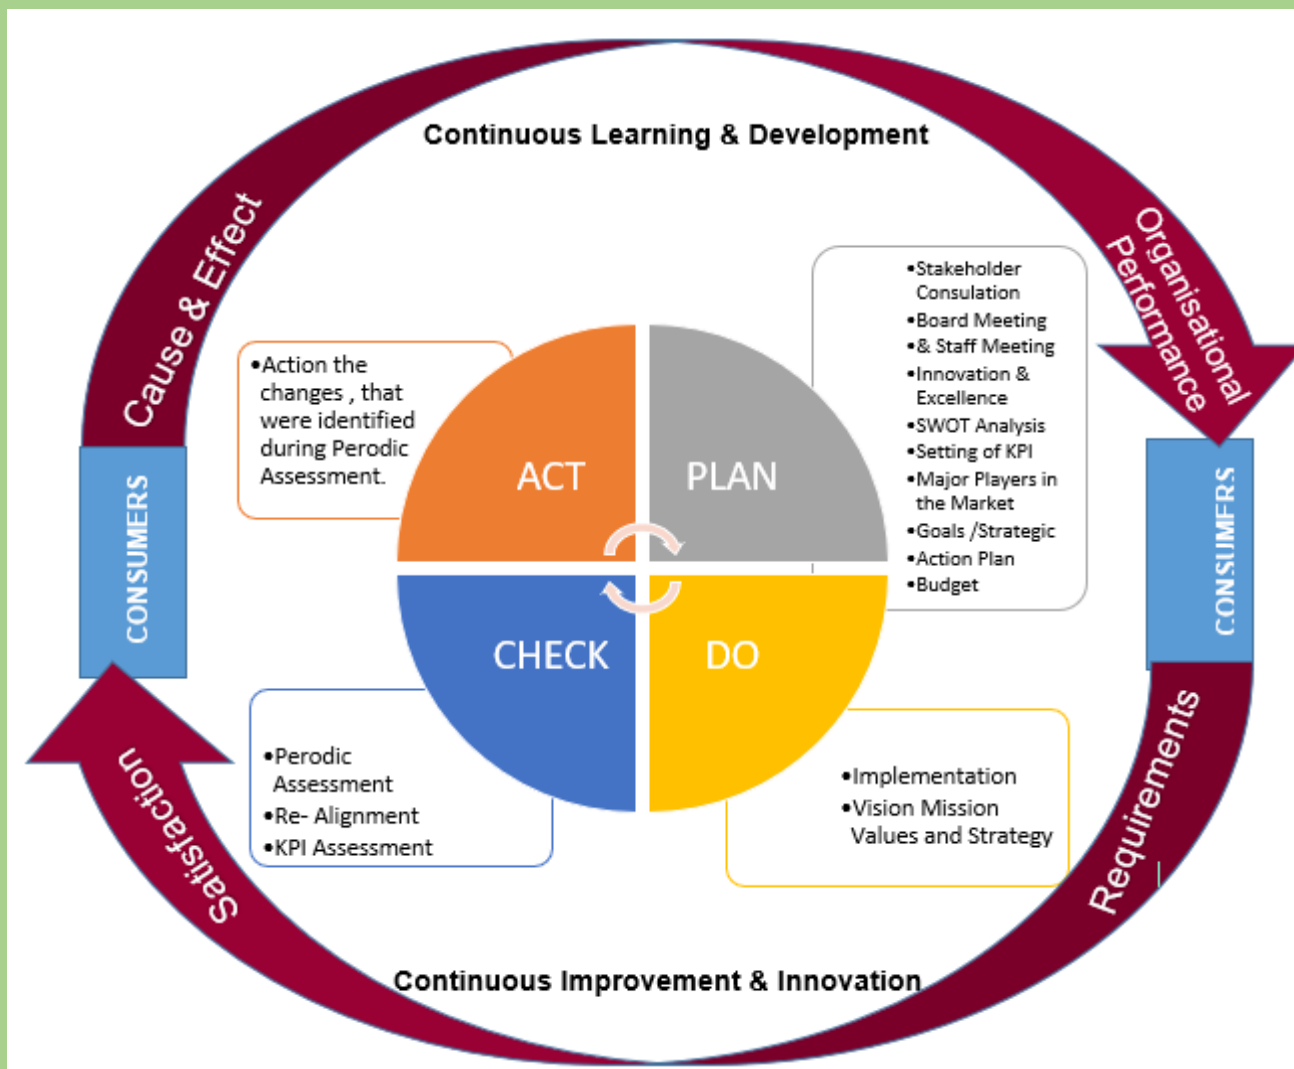 Continuous Learning & Development
Cause & Effect
Organisational
Performance
•Action the
changes , that
were identified
during Perodic
Assessment.
ACT
PLAN
•Stakeholder
Consulation
•Board Meeting
•& Staff Meeting
•Innovation &
Excellence
•SWOT Analysis
•Setting of KPI
•Major Players in
the Market
•Goals /Strategic
•Action Plan
•Budget
CONSUMERS
CONSUMERS
CHECK
DO
•Perodic
Assessment
•Re- Alignment
•KPI Assessment
•Implementation
•Vision Mission
Values and Strategy
Satisfaction
Requirements
Continuous Improvement & Innovation